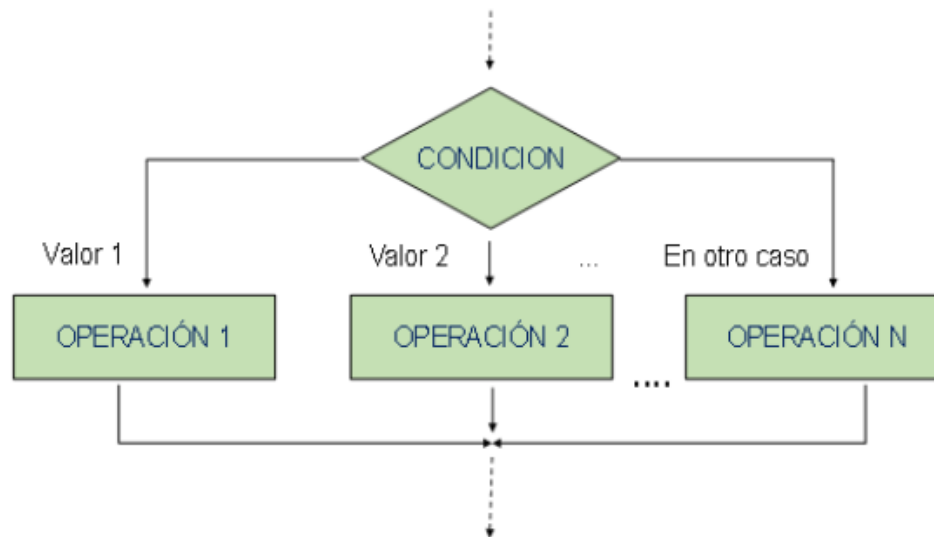 CONDICION
Valor 1
Valor 2
...
En otro caso
OPERACIÓN 1
OPERACIÓN 2
....
OPERACIÓN N